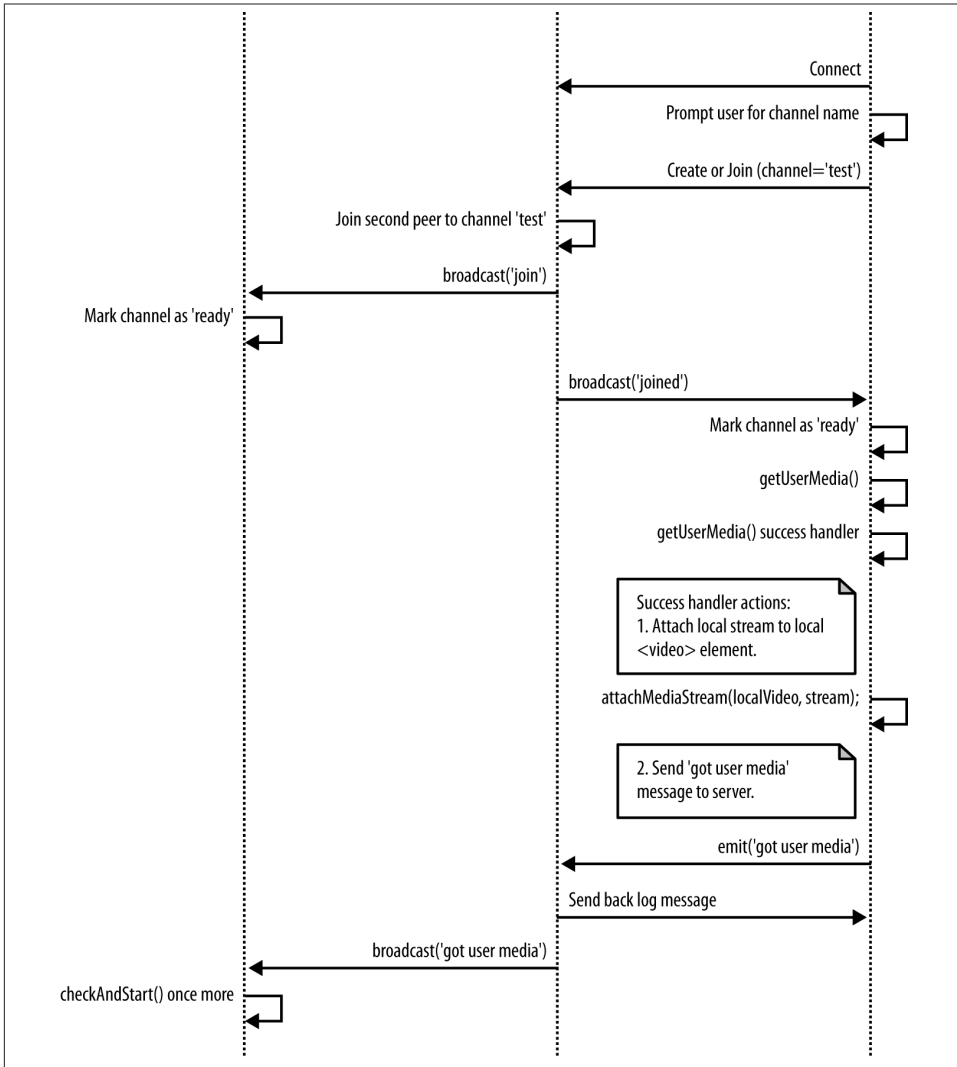 Connect
Prompt user for channel name
Create or Join (channel='test')
Join second peer to channel 'test'
broadcast('join')
Mark channel as 'ready'
broadcast('joined')
Mark channel as 'ready'
getUserMedia()
getUserMedia() success handler
Success handler actions:
1. Attach local stream to local
<video> element.
attachMediaStream(localVideo, stream);
2. Send 'got user media'
message to server.
emit('got user media')
Send back log message
broadcast('got user media')
checkAndStart() once more